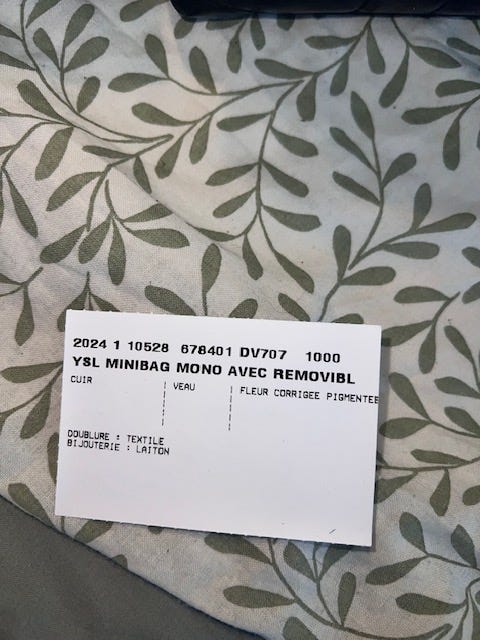 2024 1 10528 678401 DV707 1000
YSL MINIBAG MONO AVEC REMOVIBL
CUIR VEAU FLEUR CORRIGEE PIGMENTEE
DOUBLURE : TEXTILE
BIJOUTERIE : LAITON